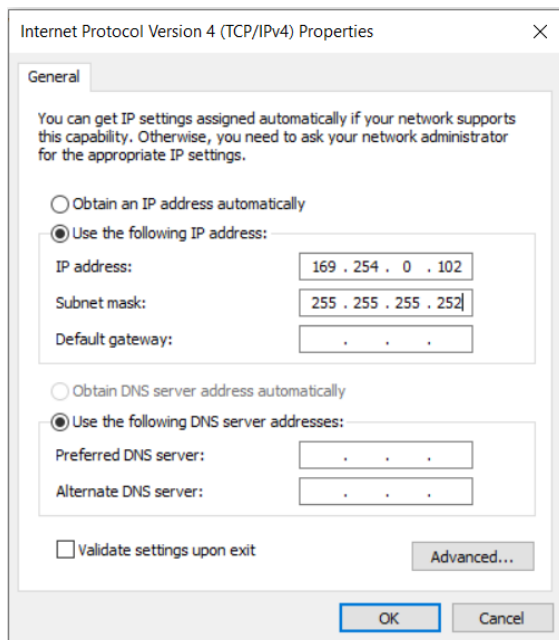 Internet Protocol Version 4 (TCP/IPv4) Properties
General
You can get IP settings assigned automatically if your network supports
this capability. Otherwise, you need to ask your network administrator
for the appropriate IP settings.
Obtain an IP address automatically
Use the following IP address:
IP address: 169 . 254 . 0 . 102
Subnet mask: 255 . 255 . 255 . 252
Default gateway: . . .
Obtain DNS server address automatically
Use the following DNS server addresses:
Preferred DNS server: . . .
Alternate DNS server: . . .
Validate settings upon exit
Advanced...
OK Cancel